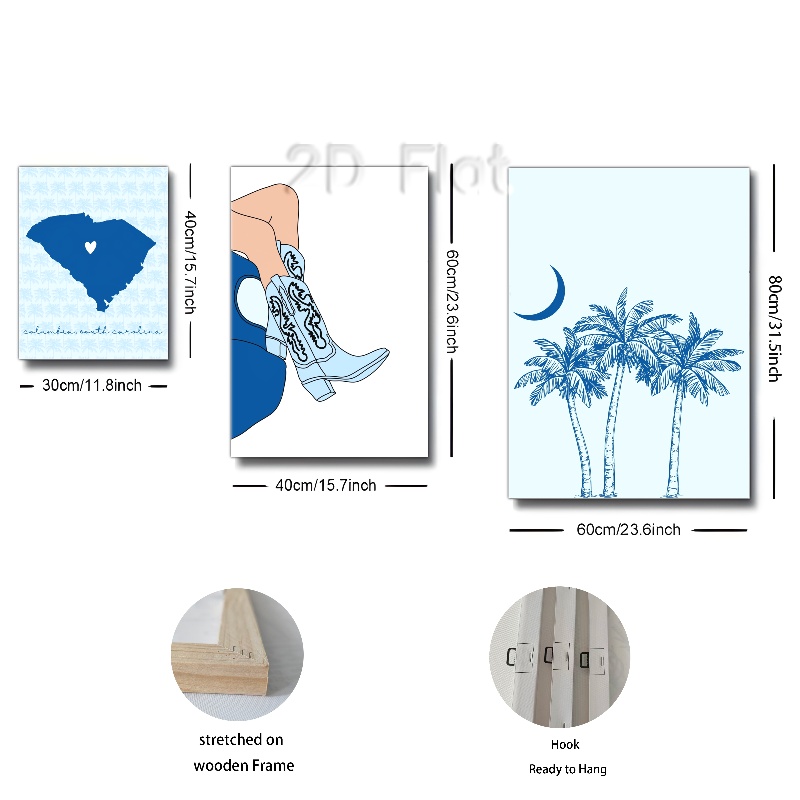 2D Flat
columbia, south carolina
40cm/15.7inch
30cm/11.8inch
60cm/23.6inch
40cm/15.7inch
80cm/31.5inch
60cm/23.6inch
stretched on
wooden Frame
Hook
Ready to Hang